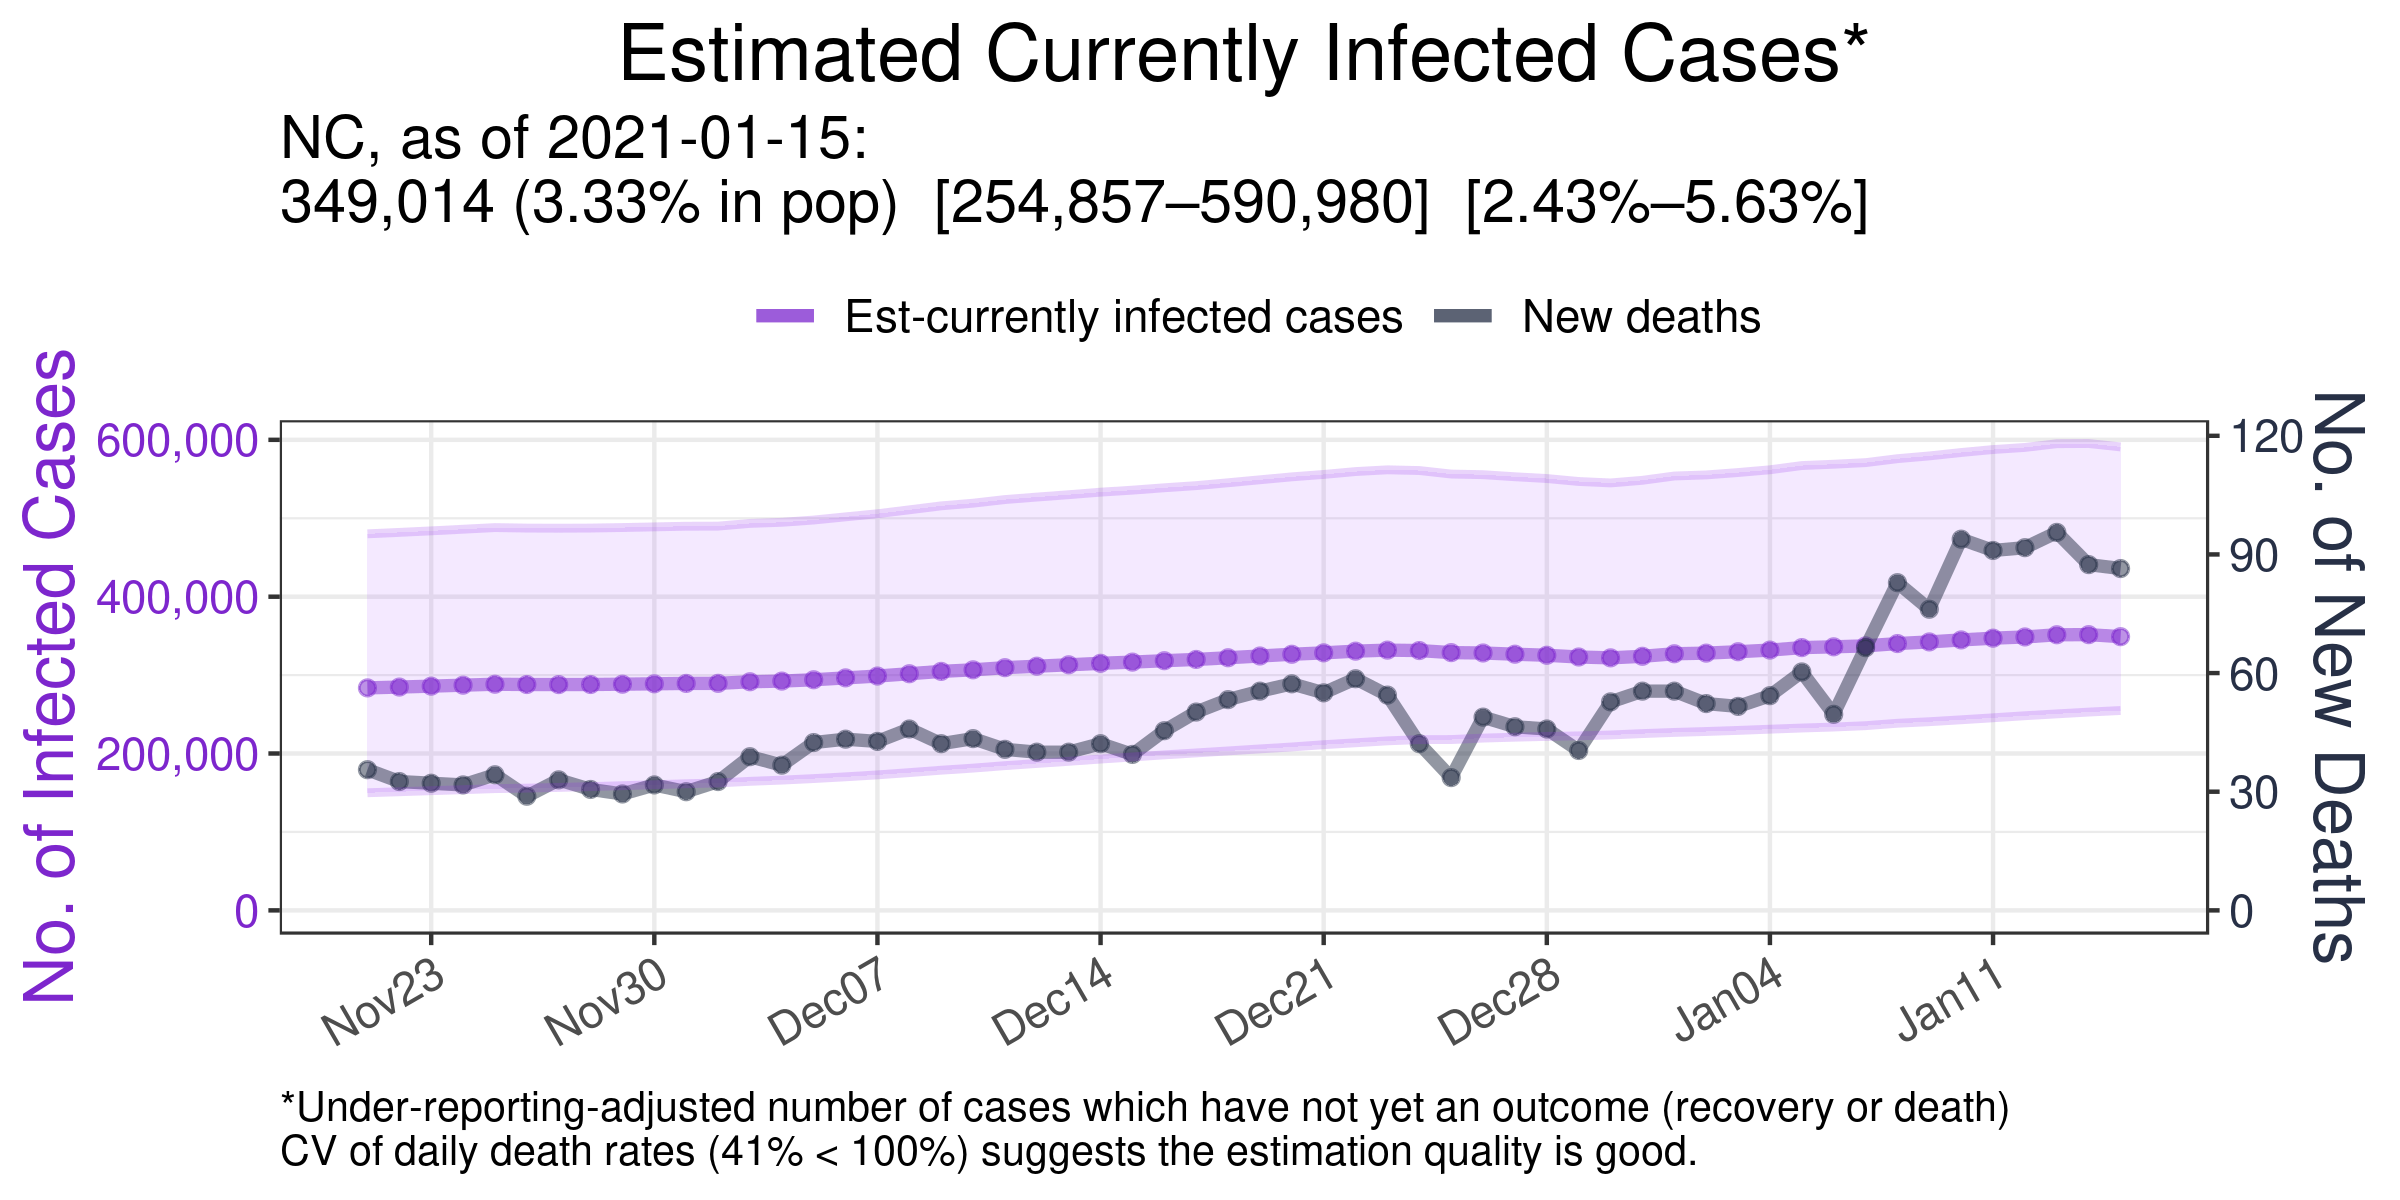 Estimated Currently Infected Cases*
NC, as of 2021-01-15:
349,014 (3.33% in pop) [254,857–590,980] [2.43%–5.63%]
Est-currently infected cases New deaths
No. of Infected Cases
600,000
400,000
200,000
0
120
90
60
30
0
No. of New Deaths
Nov23 Nov30 Dec07 Dec14 Dec21 Dec28 Jan04 Jan11
*Under-reporting-adjusted number of cases which have not yet an outcome (recovery or death)
CV of daily death rates (41% < 100%) suggests the estimation quality is good.